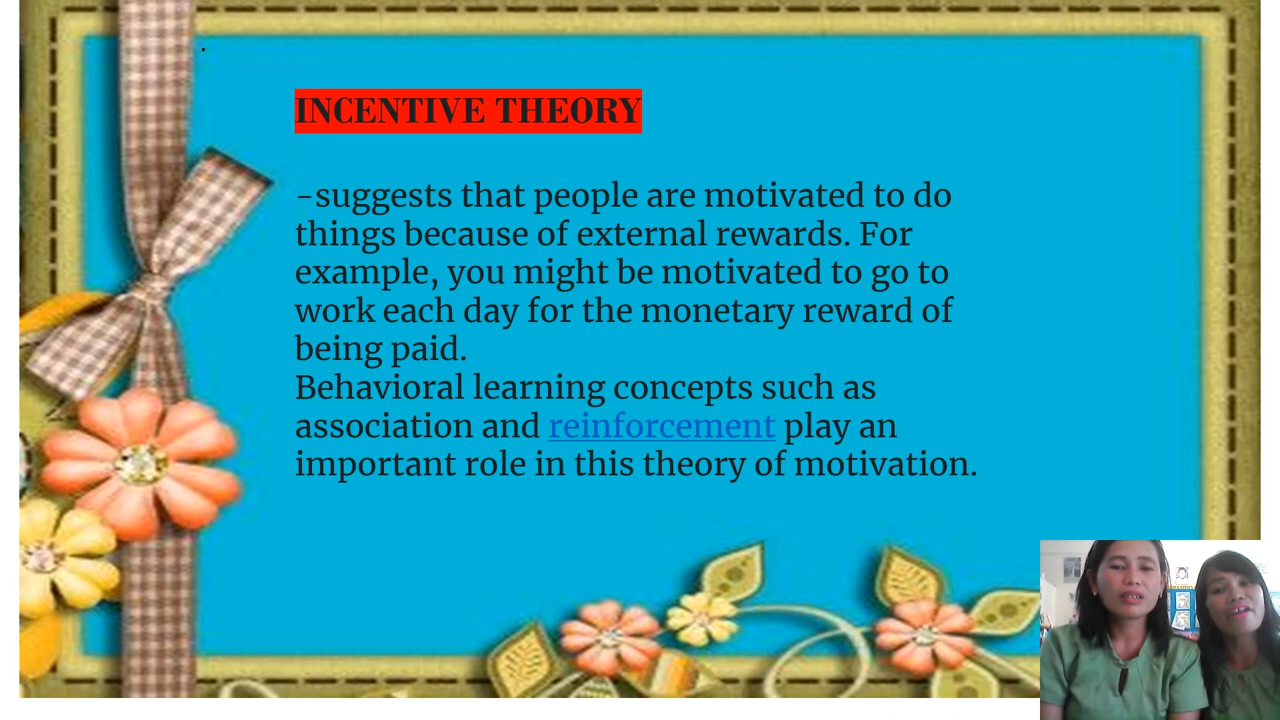 INCENTIVE THEORY
-suggests that people are motivated to do
things because of external rewards. For
example, you might be motivated to go to
work each day for the monetary reward of
being paid.
Behavioral learning concepts such as
association and reinforcement play an
important role in this theory of motivation.